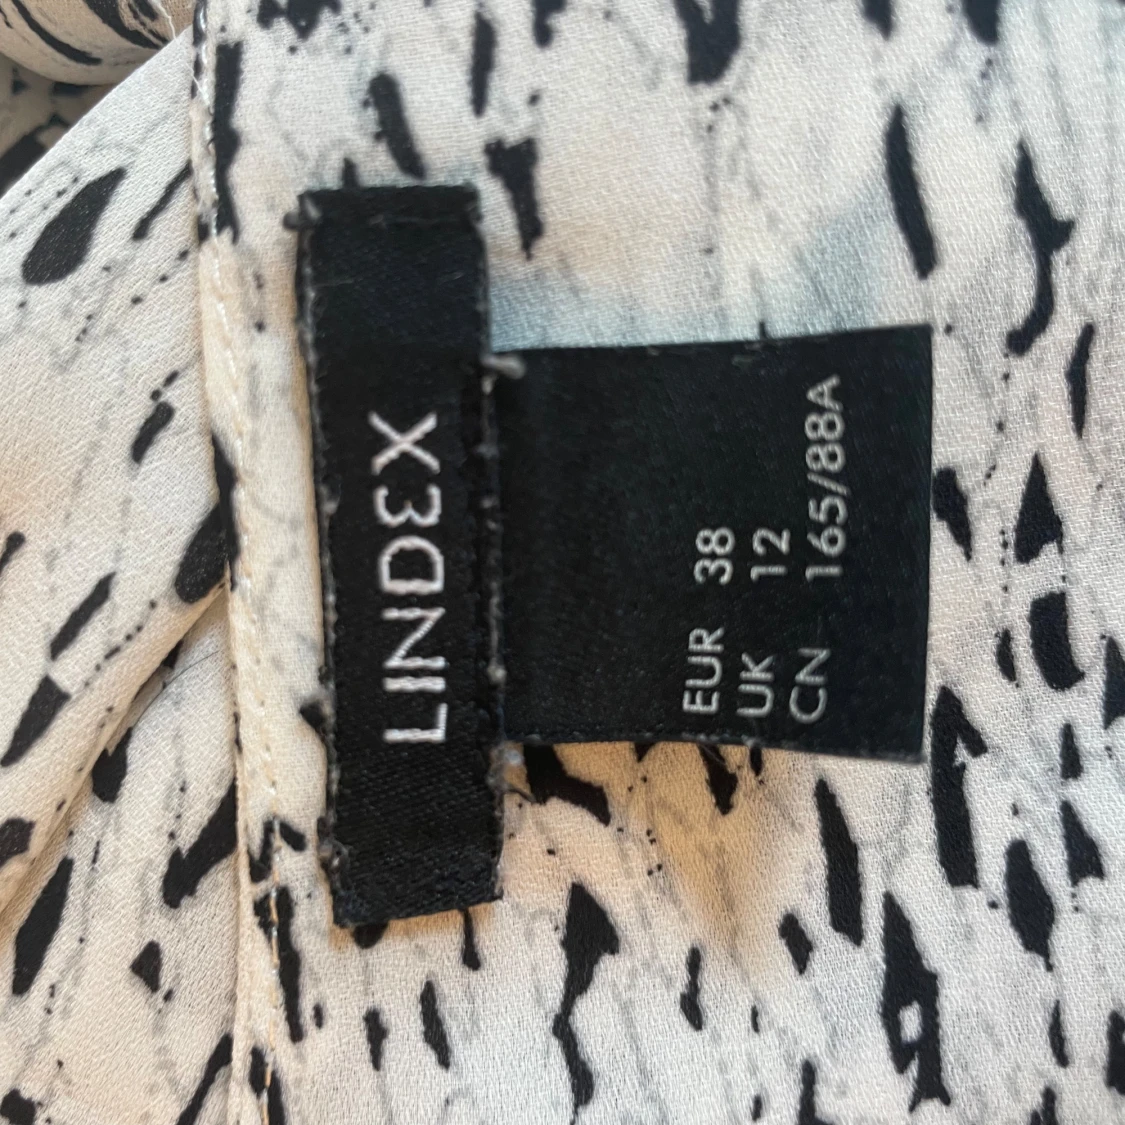 LINDEX
EUR 38
UK 12
CN 165/88A